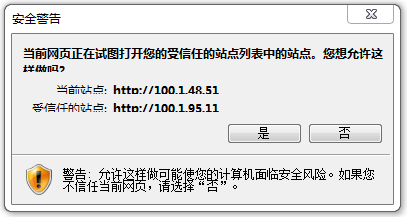 安全警告
当前网页正在试图打开您的受信任的站点列表中的站点。您想允许这
样做吗?
当前站点: http://100.1.48.51
受信任的站点: http://100.1.95.11
是
否
警告: 允许这样做可能使您的计算机面临安全风险。如果您
不信任当前网页，请选择“否”。